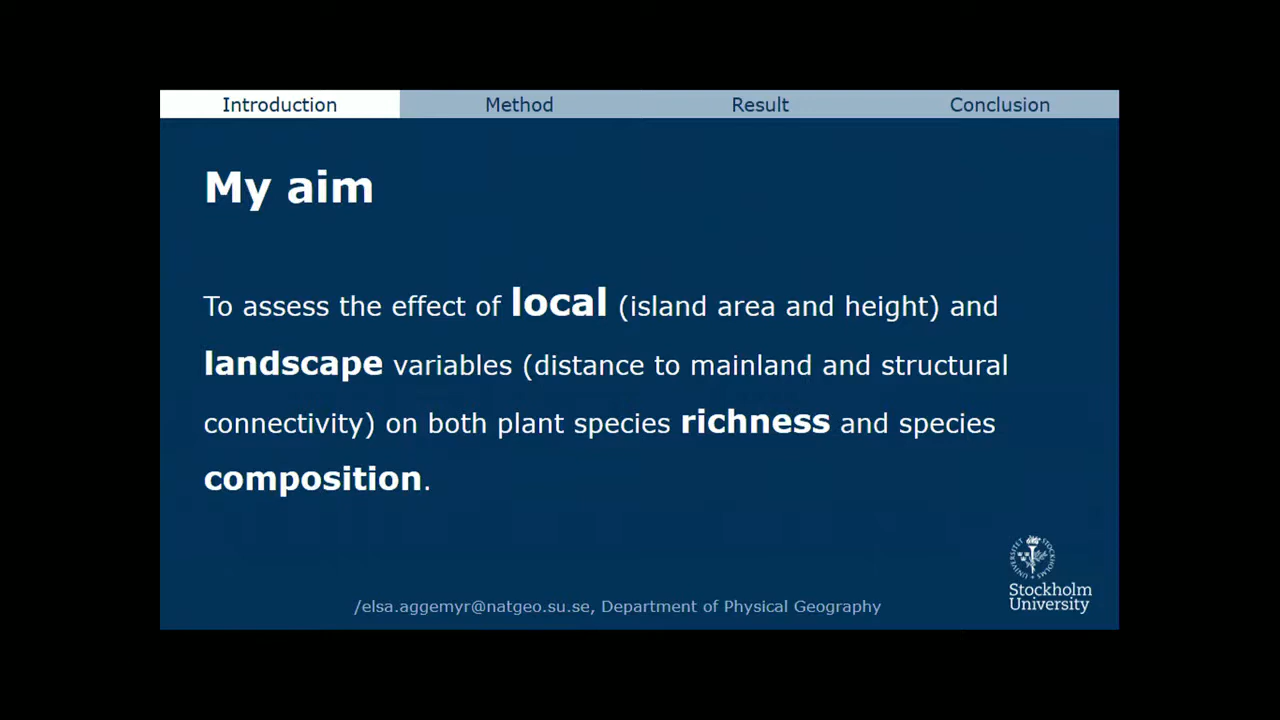 Introduction Method Result Conclusion
My aim
To assess the effect of local (island area and height) and
landscape variables (distance to mainland and structural
connectivity) on both plant species richness and species
composition.
/elsa.aggemyr@natgeo.su.se, Department of Physical Geography
Stockholm
University